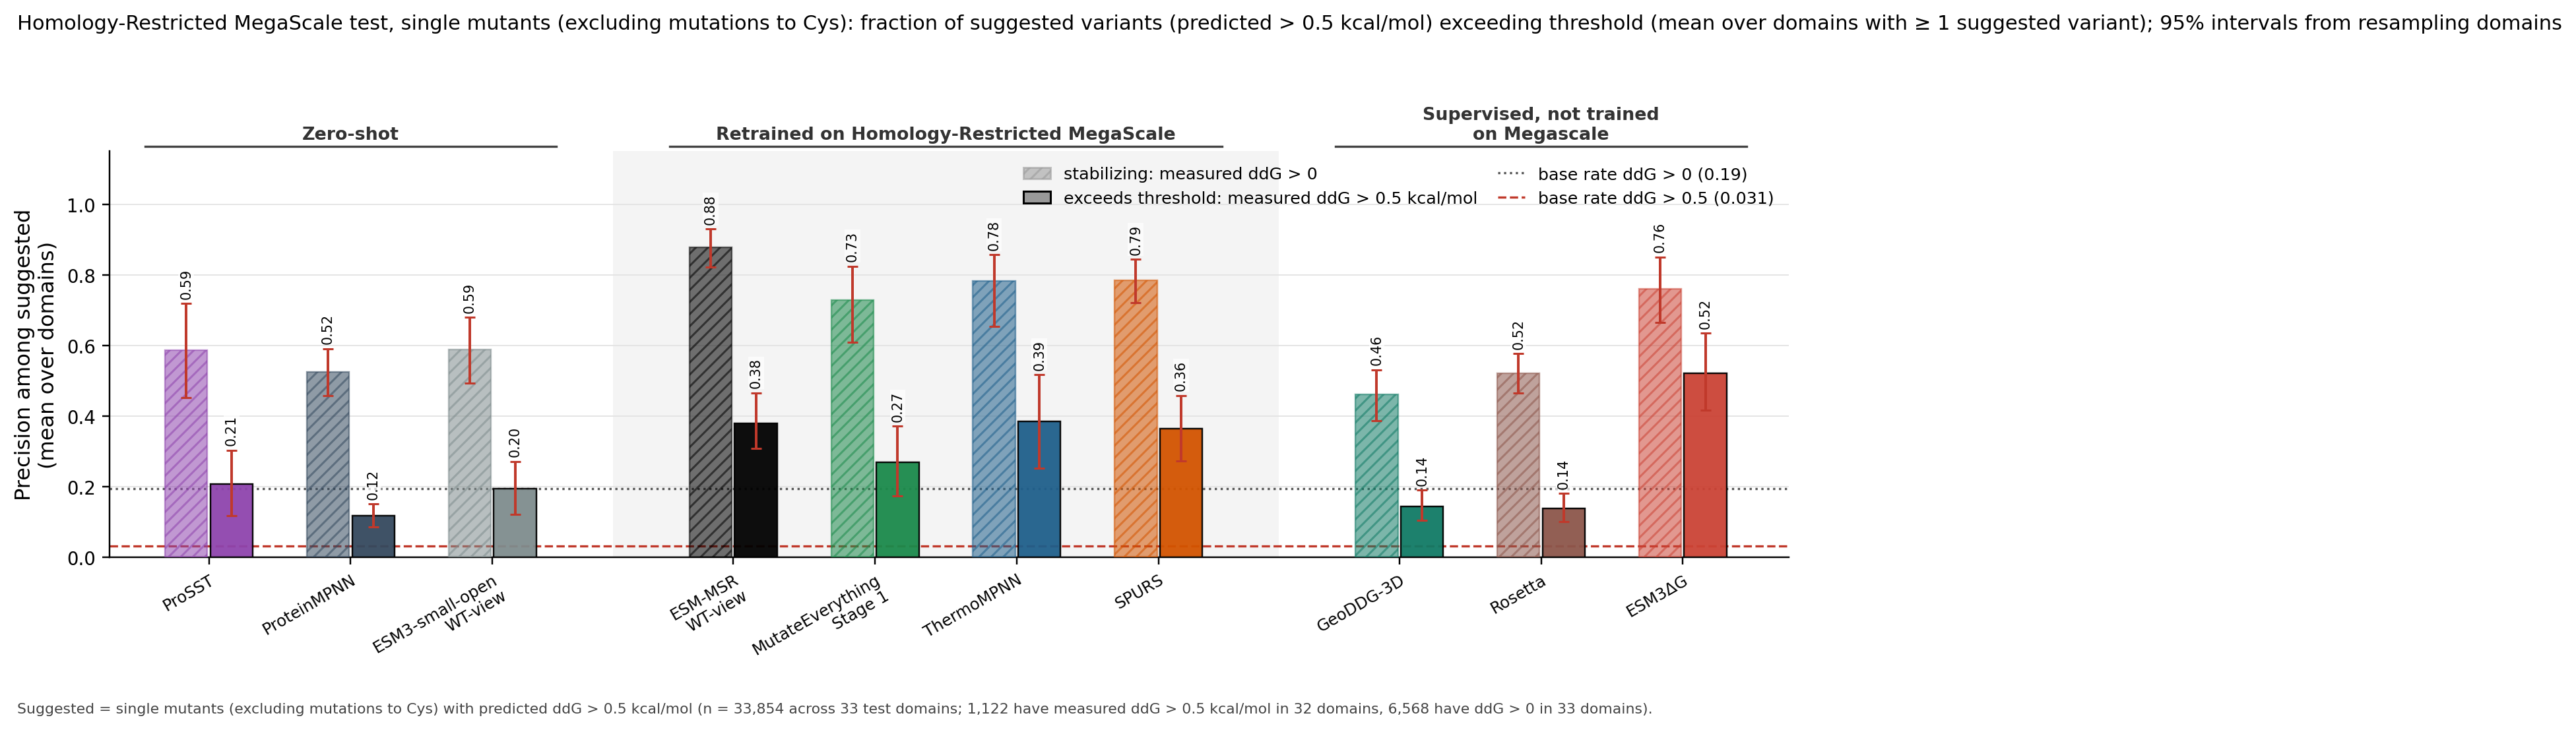 Homology-Restricted MegaScale test, single mutants (excluding mutations to Cys): fraction of suggested variants (predicted > 0.5 kcal/mol) exceeding threshold (mean over domains with ≥ 1 suggested variant); 95% intervals from resampling domains
Zero-shot
Retrained on Homology-Restricted MegaScale
Supervised, not trained
on Megascale
stabilizing: measured ddG > 0
exceeds threshold: measured ddG > 0.5 kcal/mol
base rate ddG > 0 (0.19)
base rate ddG > 0.5 (0.031)
Precision among suggested
(mean over domains)
1.0
0.8
0.6
0.4
0.2
0.0
0.59
0.21
0.52
0.12
0.59
0.20
0.88
0.38
0.73
0.27
0.78
0.39
0.79
0.36
0.46
0.14
0.52
0.14
0.76
0.52
ProSST
ProteinMPNN
ESM3-small-open
WT-view
ESM-MSR
WT-view
MutateEverything
Stage 1
ThermoMPNN
SPURS
GeoDDG-3D
Rosetta
ESM3ΔG
Suggested = single mutants (excluding mutations to Cys) with predicted ddG > 0.5 kcal/mol (n = 33,854 across 33 test domains; 1,122 have measured ddG > 0.5 kcal/mol in 32 domains, 6,568 have ddG > 0 in 33 domains).